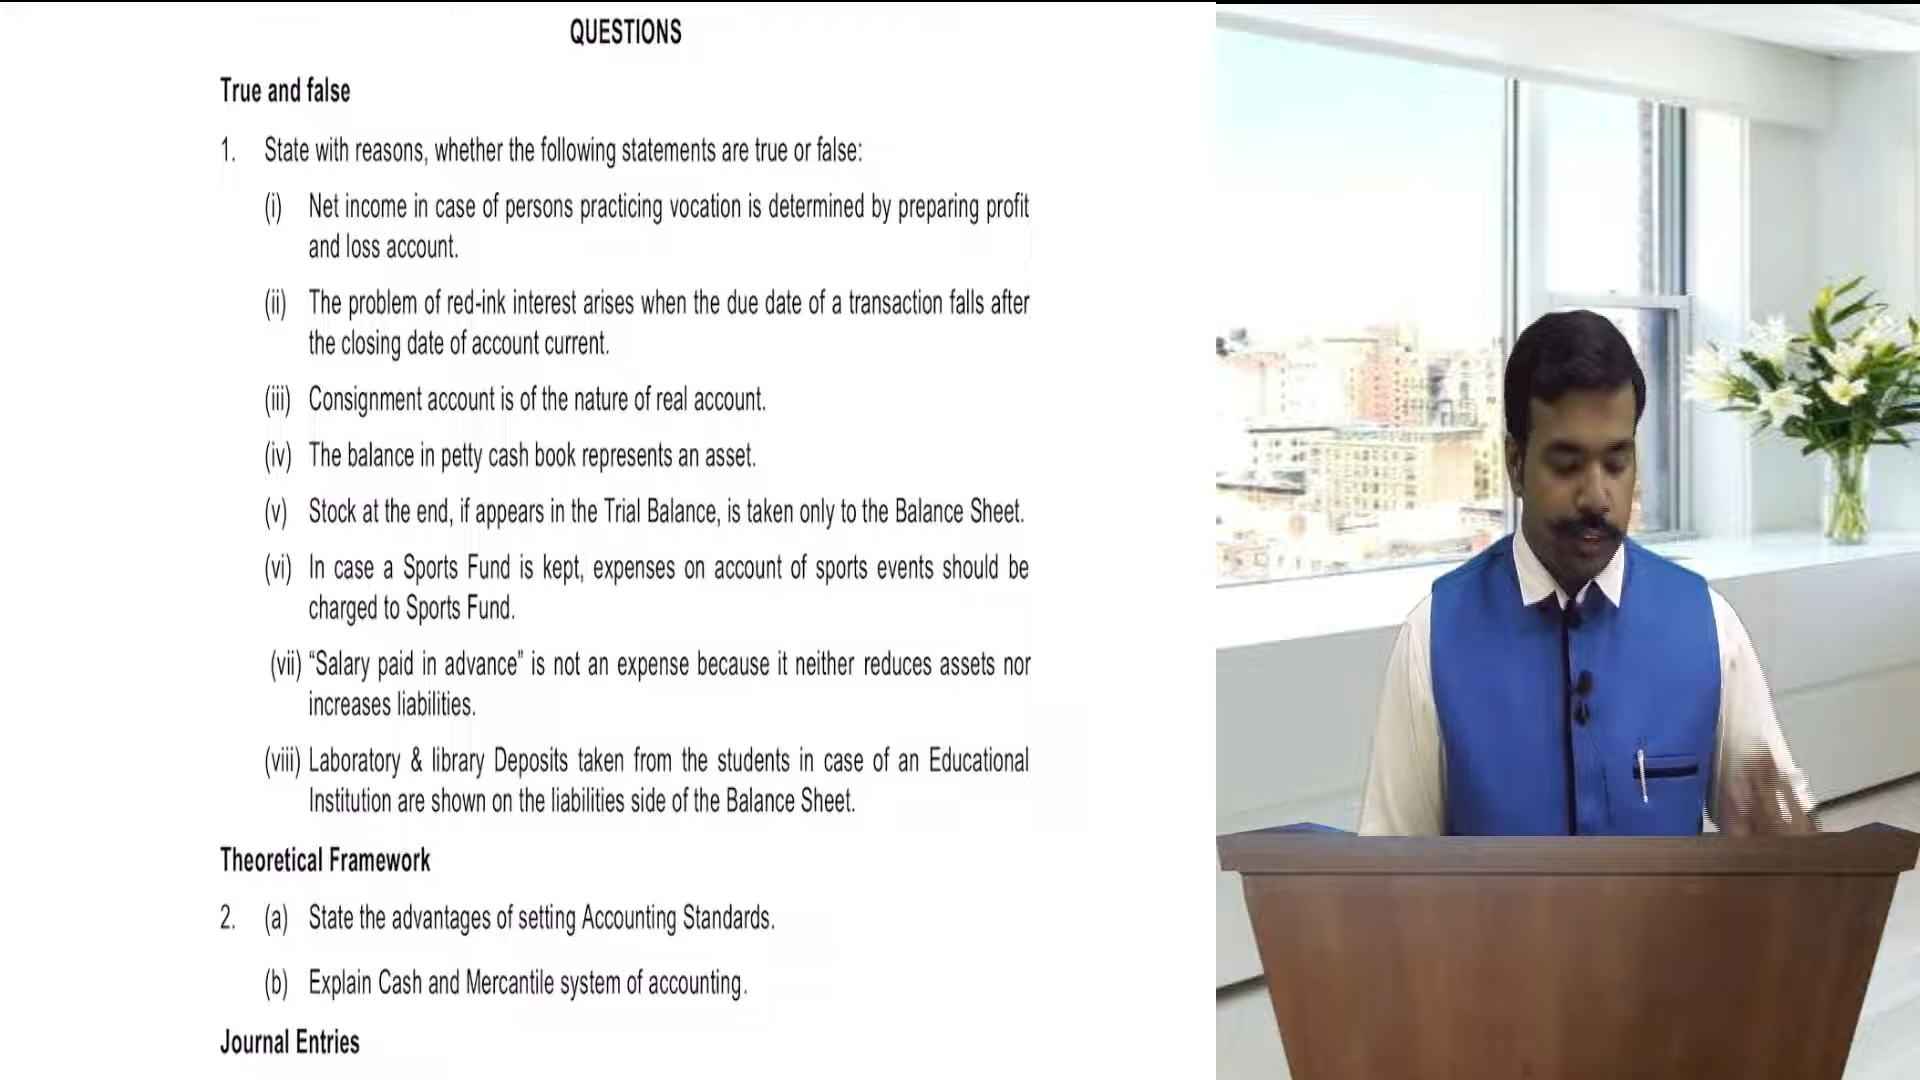 QUESTIONS
True and false
1. State with reasons, whether the following statements are true or false:
(i) Net income in case of persons practicing vocation is determined by preparing profit
and loss account.
(ii) The problem of red-ink interest arises when the due date of a transaction falls after
the closing date of account current.
(iii) Consignment account is of the nature of real account.
(iv) The balance in petty cash book represents an asset.
(v) Stock at the end, if appears in the Trial Balance, is taken only to the Balance Sheet.
(vi) In case a Sports Fund is kept, expenses on account of sports events should be
charged to Sports Fund.
(vii) “Salary paid in advance” is not an expense because it neither reduces assets nor
increases liabilities.
(viii) Laboratory & library Deposits taken from the students in case of an Educational
Institution are shown on the liabilities side of the Balance Sheet.
Theoretical Framework
2. (a) State the advantages of setting Accounting Standards.
(b) Explain Cash and Mercantile system of accounting.
Journal Entries